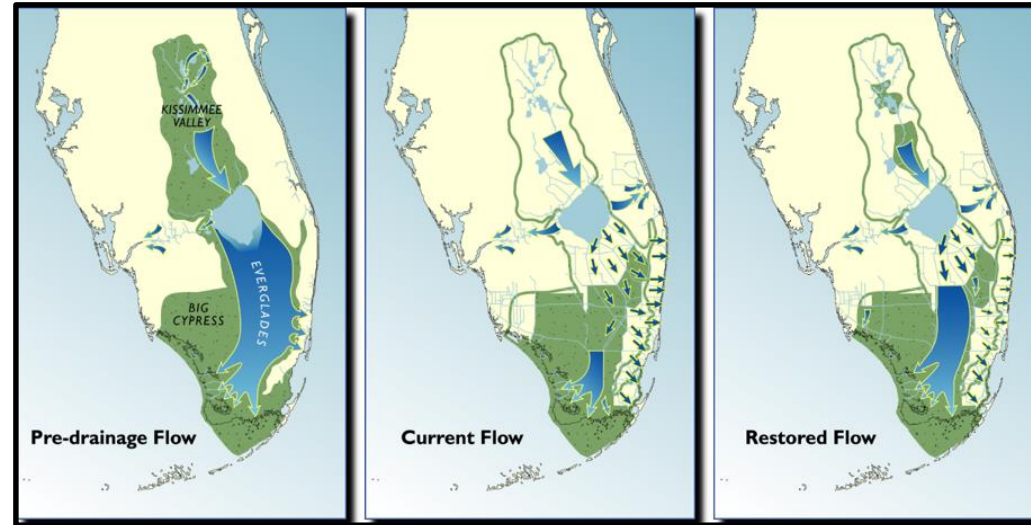 KISSIMMEE
VALLEY
EVERGLADES
BIG
CYPRESS
Pre-drainage Flow
Current Flow
Restored Flow